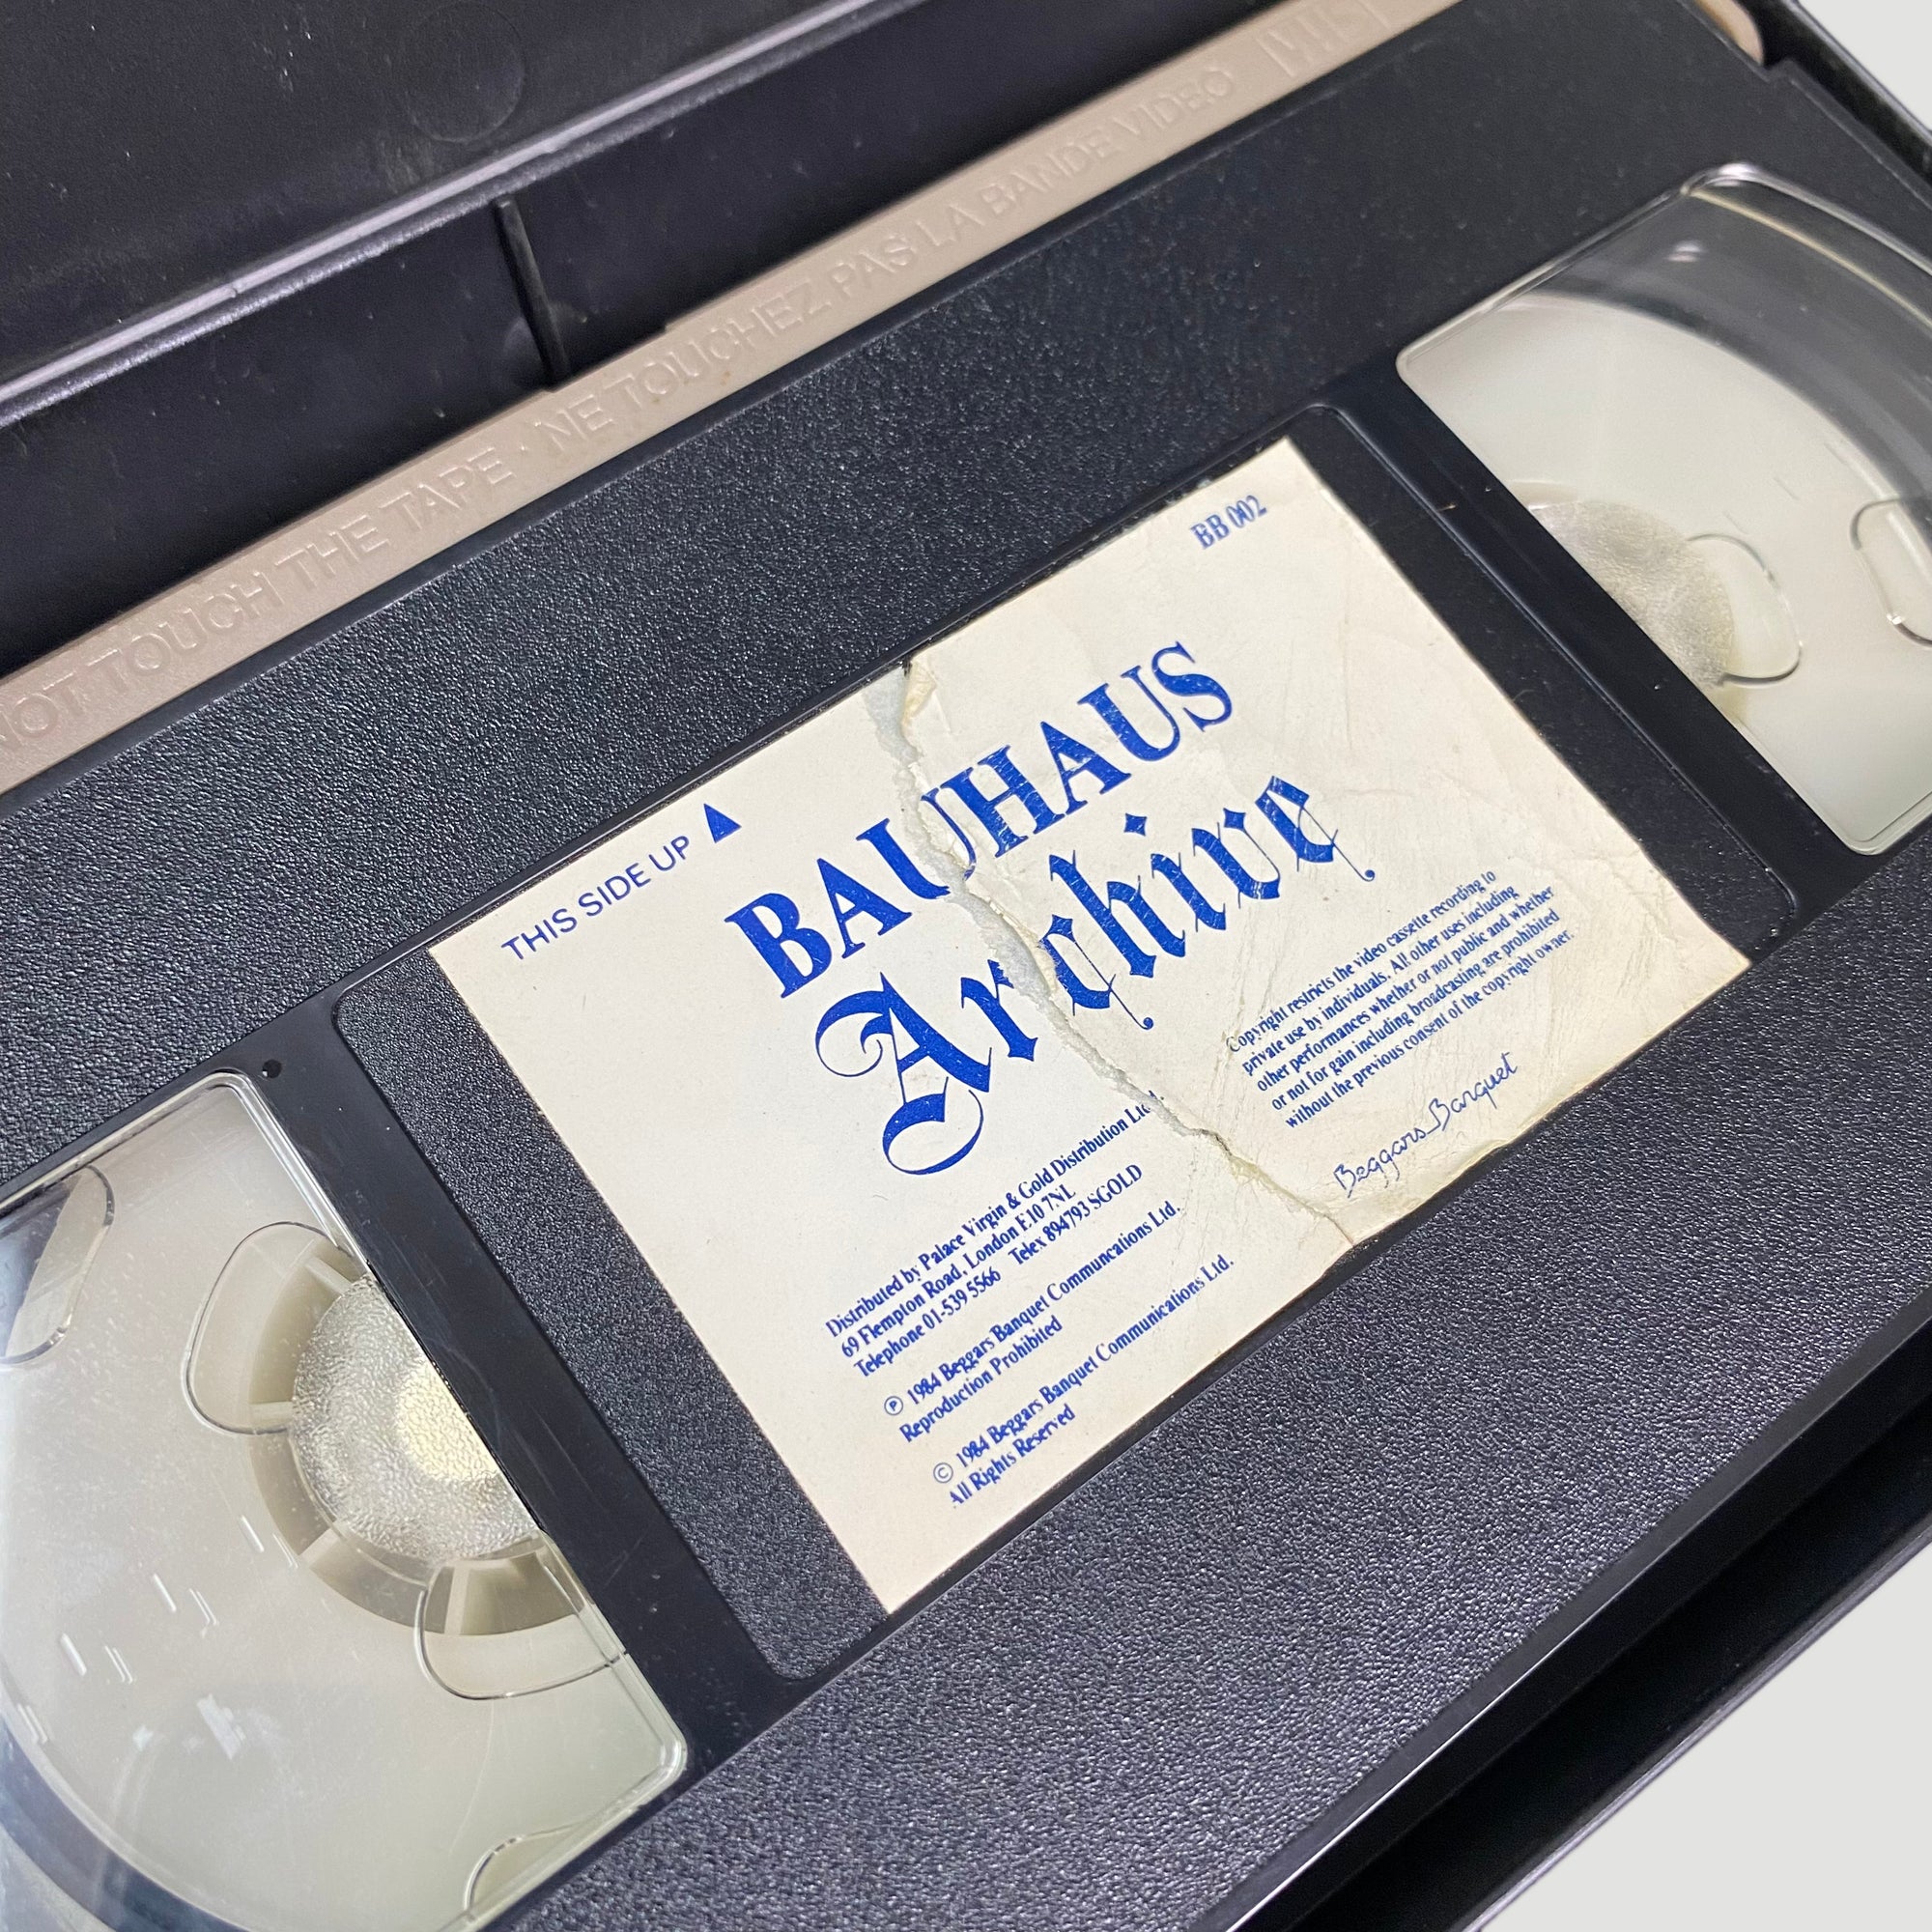 NOT TOUCH THE TAPE · NE TOUCHEZ PAS LA BANDE VIDEO VHS
BB 002
THIS SIDE UP ▲
BAUHAUS
Archive
Distributed by Palace Virgin & Gold Distribution Ltd.
69 Flempton Road, London E10 7NL
Telephone 01-539 5566 Telex 894793 SGOLD
Ⓟ 1984 Beggars Banquet Communcations Ltd.
Reproduction Prohibited
© 1984 Beggars Banquet Communications Ltd.
All Rights Reserved
Copyright restricts the video cassette recording to
private use by individuals. All other uses including
other performances whether or not public and whether
or not for gain including broadcasting are prohibited
without the previous consent of the copyright owner.
Beggars Banquet